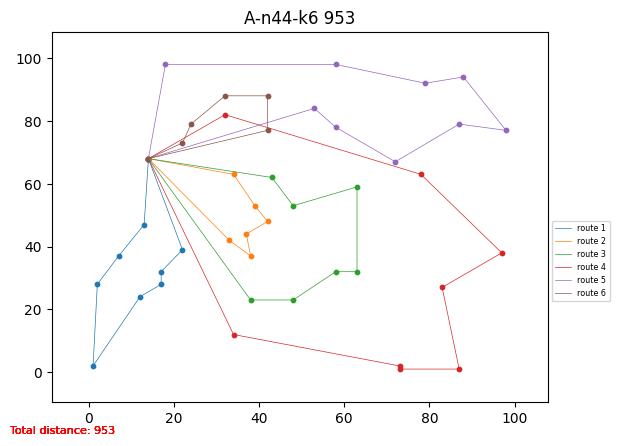 A-n44-k6 953
100
80
60
40
20
0
0 20 40 60 80 100
route 1
route 2
route 3
route 4
route 5
route 6
Total distance: 953